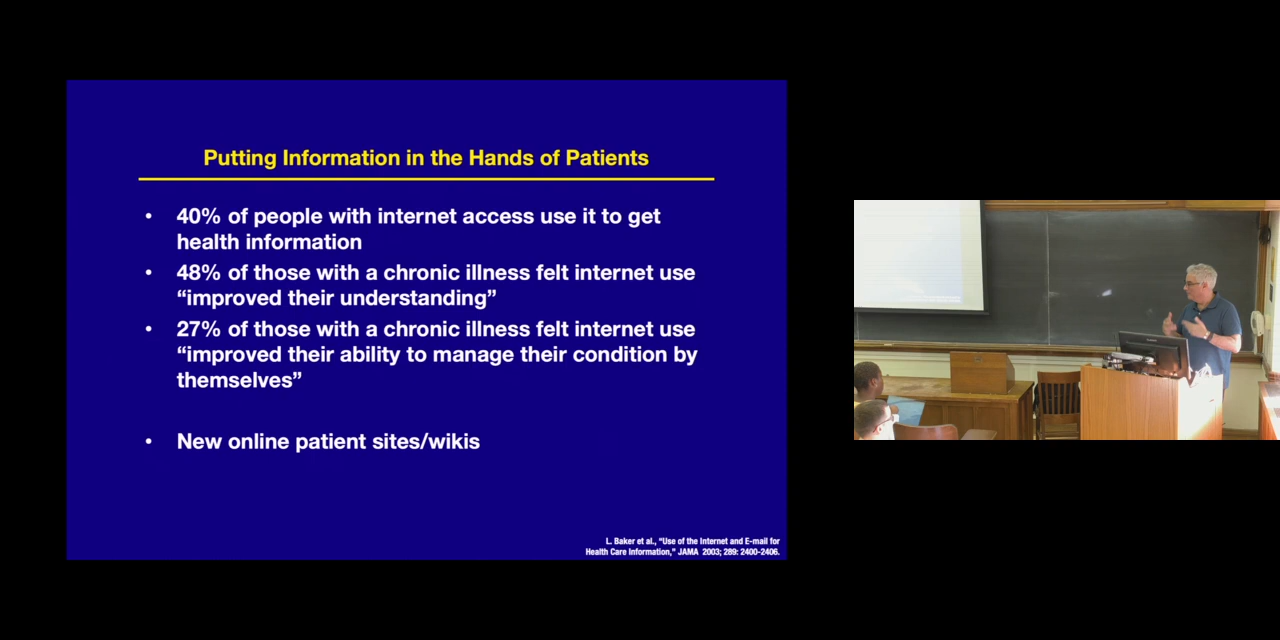 Putting Information in the Hands of Patients
• 40% of people with internet access use it to get
health information
• 48% of those with a chronic illness felt internet use
“improved their understanding”
• 27% of those with a chronic illness felt internet use
“improved their ability to manage their condition by
themselves”
• New online patient sites/wikis
L. Baker et al., “Use of the Internet and E-mail for
Health Care Information,” JAMA 2003; 289: 2400-2406.